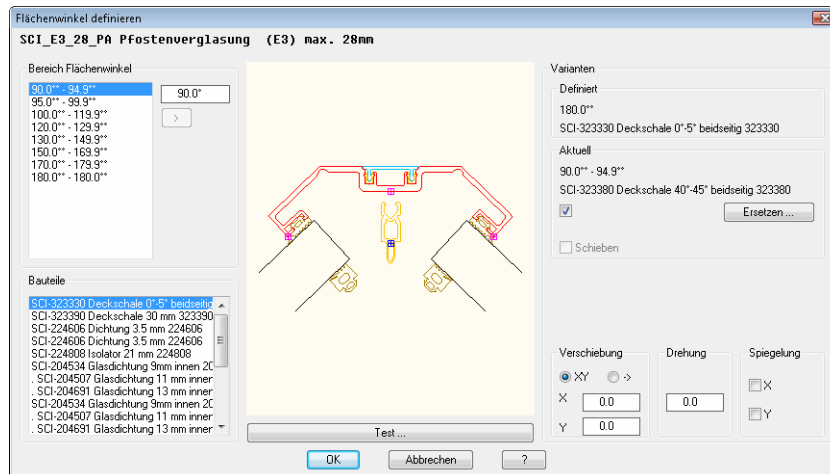 Flächenwinkel definieren
SCI_E3_28_PA Pfostenverglasung (E3) max. 28mm
Bereich Flächenwinkel
90.0°° - 94.9°°
95.0°° - 99.9°°
100.0°° - 119.9°°
120.0°° - 129.9°°
130.0°° - 149.9°°
150.0°° - 169.9°°
170.0°° - 179.9°°
180.0°° - 180.0°°
90.0°
>
Bauteile
SCI-323330 Deckschale 0°-5° beidseitig
SCI-323390 Deckschale 30 mm 323390
SCI-224606 Dichtung 3.5 mm 224606
SCI-224606 Dichtung 3.5 mm 224606
SCI-224808 Isolator 21 mm 224808
SCI-204534 Glasdichtung 9mm innen 20
. SCI-204507 Glasdichtung 11 mm inner
. SCI-204691 Glasdichtung 13 mm inner
SCI-204534 Glasdichtung 9mm innen 20
. SCI-204507 Glasdichtung 11 mm inner
. SCI-204691 Glasdichtung 13 mm inner
Test ...
Varianten
Definiert
180.0°°
SCI-323330 Deckschale 0°-5° beidseitig 323330
Aktuell
90.0°° - 94.9°°
SCI-323380 Deckschale 40°-45° beidseitig 323380
Ersetzen ...
Schieben
Verschiebung
XY
->
X 0.0
Y 0.0
Drehung
0.0
Spiegelung
X
Y
OK
Abbrechen
?